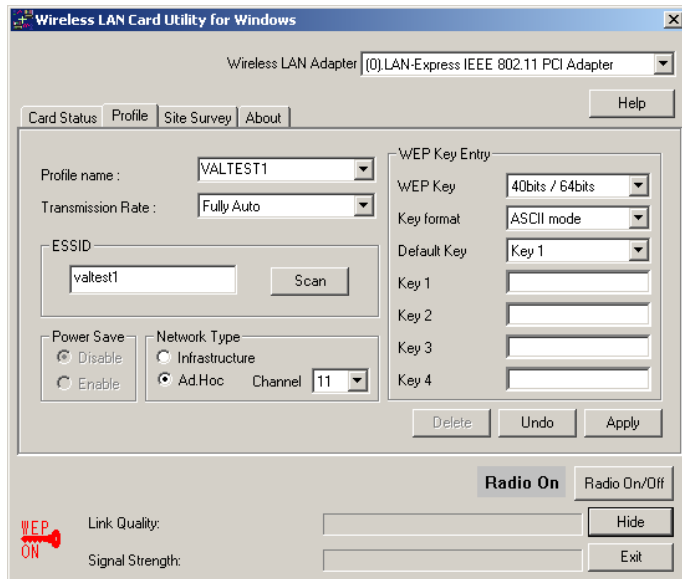 Wireless LAN Card Utility for Windows
Wireless LAN Adapter (0).LAN-Express IEEE 802.11 PCI Adapter
Help
Card Status Profile Site Survey About
Profile name : VALTEST1
Transmission Rate : Fully Auto
ESSID
valtest1 Scan
Power Save
Disable
Enable
Network Type
Infrastructure
Ad.Hoc Channel 11
WEP Key Entry
WEP Key 40bits / 64bits
Key format ASCII mode
Default Key Key 1
Key 1
Key 2
Key 3
Key 4
Delete Undo Apply
Radio On Radio On/Off
WEP
ON
Link Quality: Hide
Signal Strength: Exit